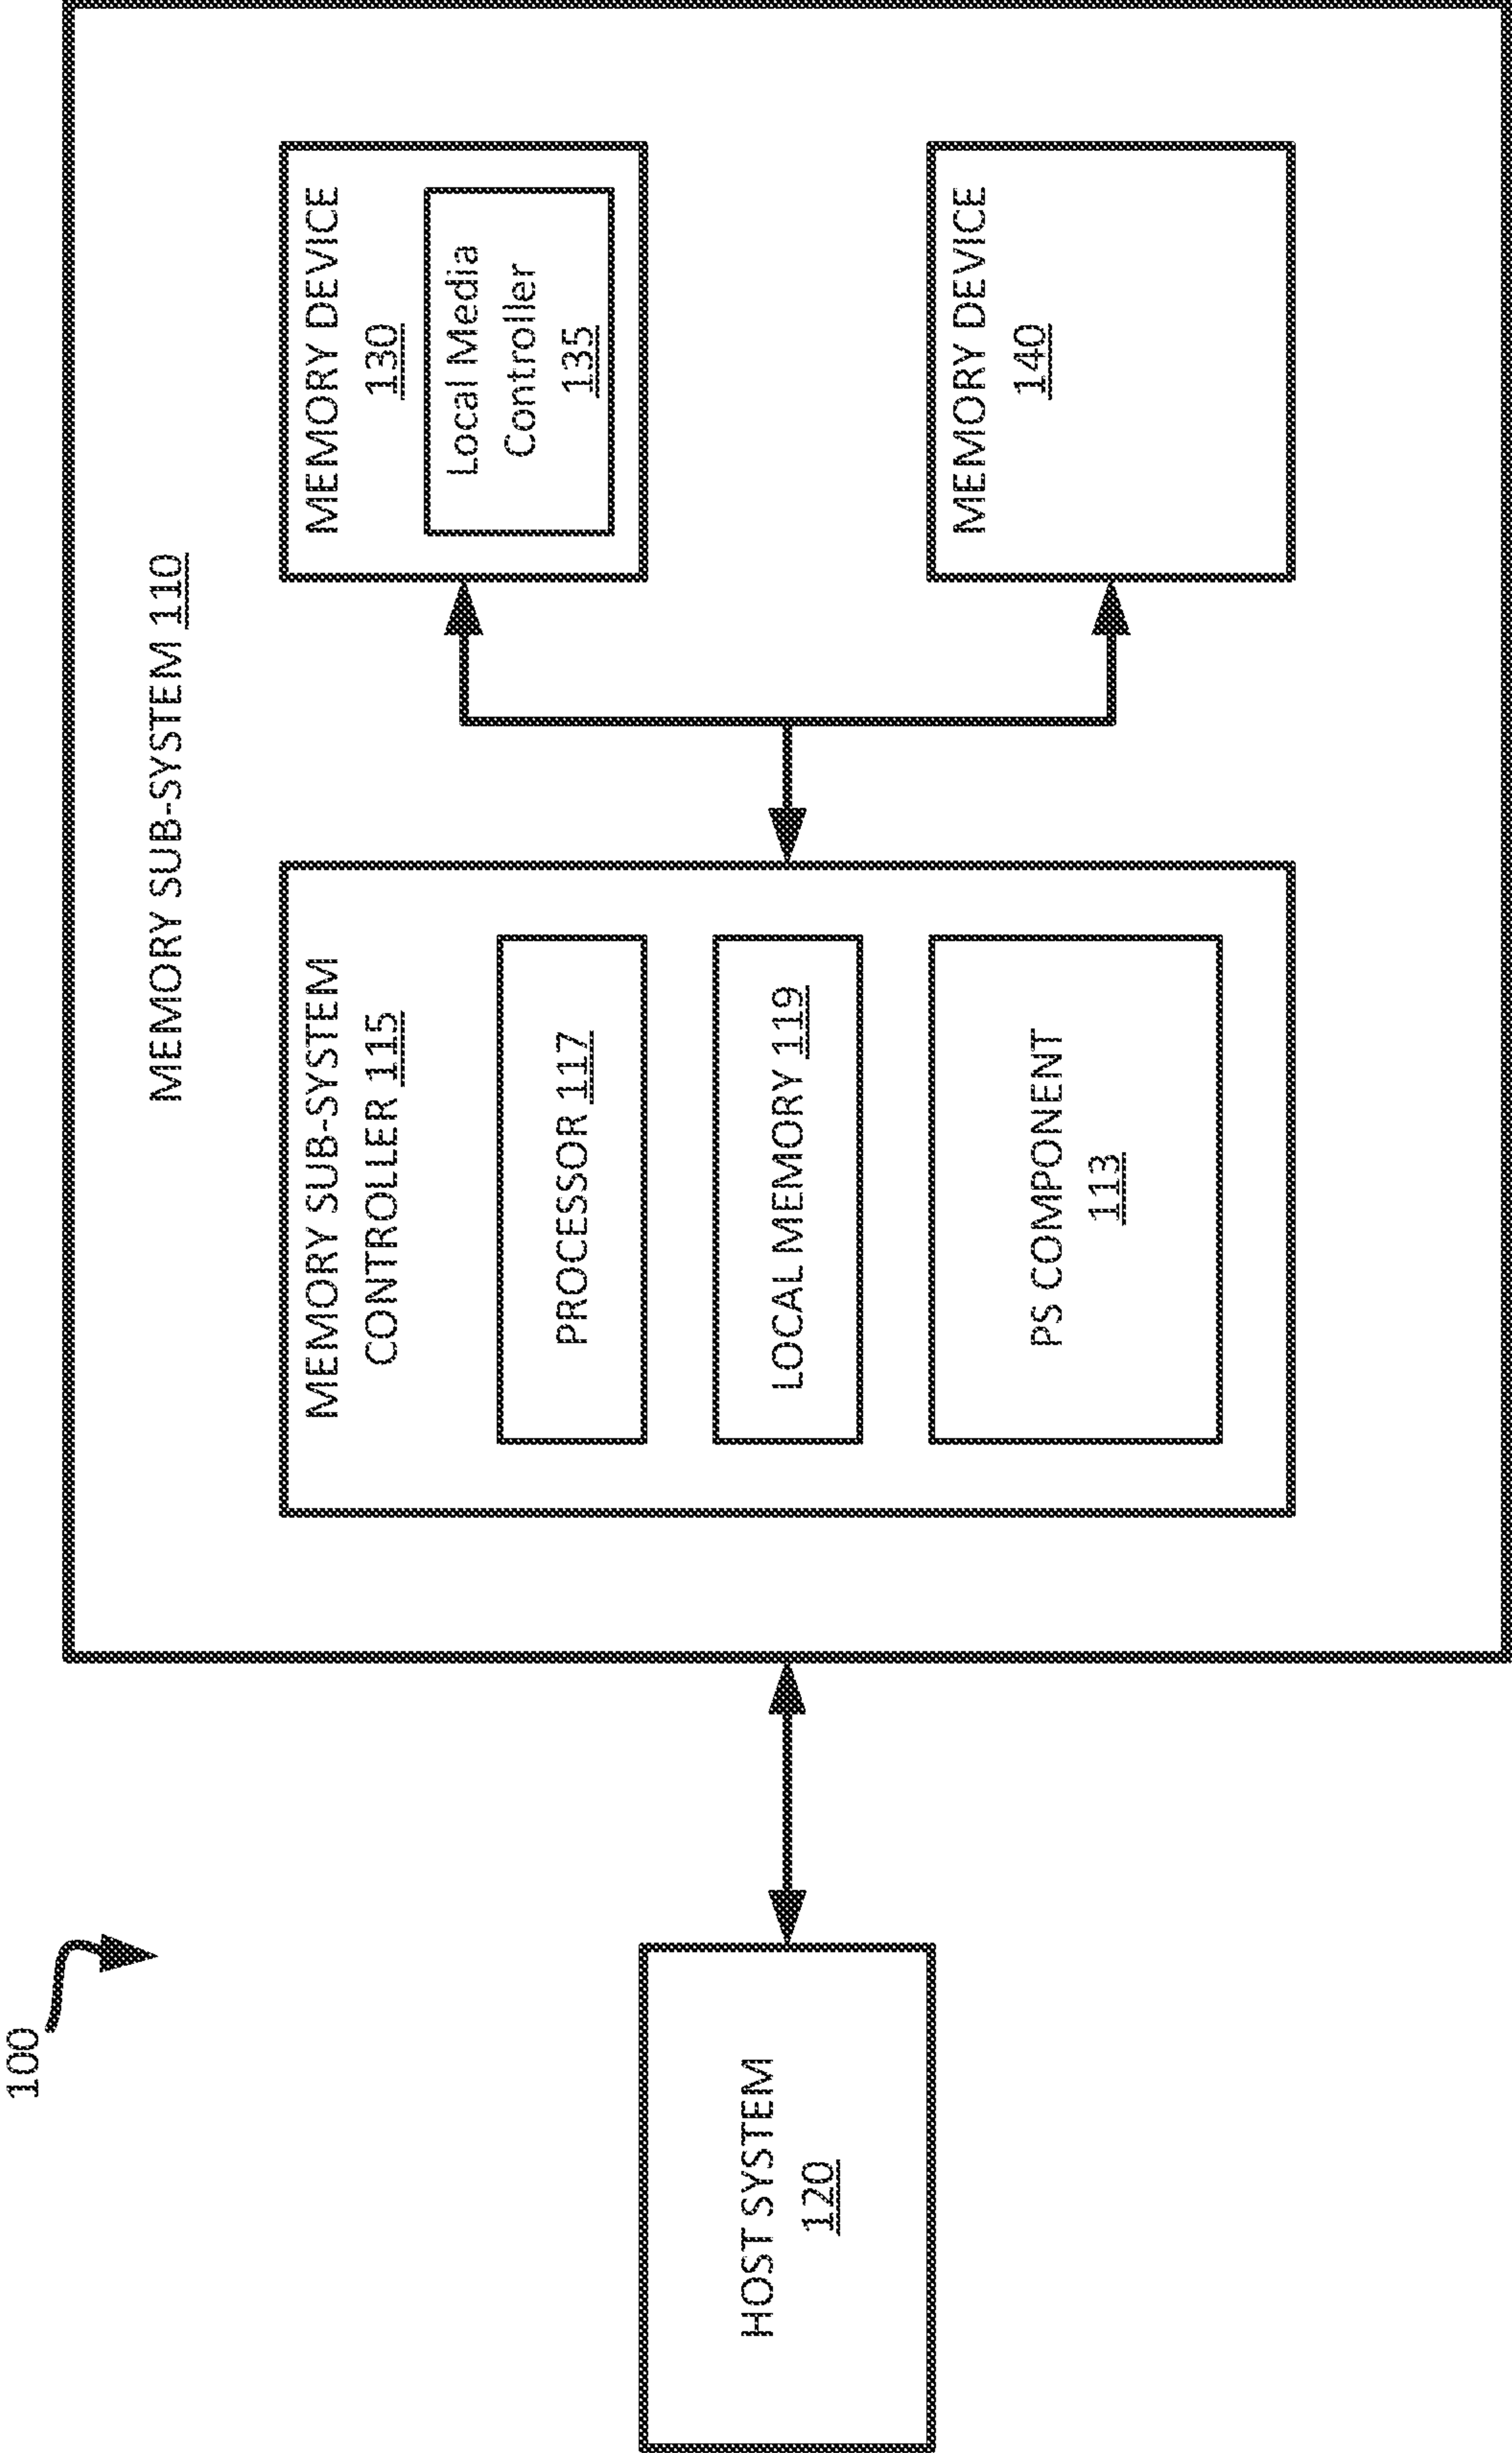 100
MEMORY SUB-SYSTEM 110
HOST SYSTEM
120
MEMORY SUB-SYSTEM
CONTROLLER 115
PROCESSOR 117
LOCAL MEMORY 119
PS COMPONENT
113
MEMORY DEVICE
130
Local Media
Controller
135
MEMORY DEVICE
140